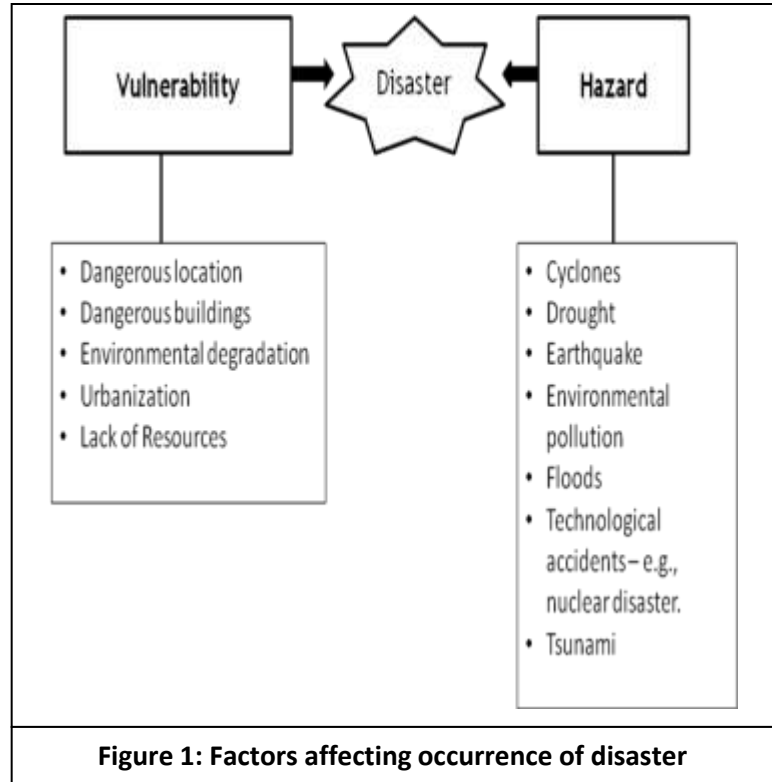 Vulnerability
Disaster
Hazard
• Dangerous location
• Dangerous buildings
• Environmental degradation
• Urbanization
• Lack of Resources
• Cyclones
• Drought
• Earthquake
• Environmental
pollution
• Floods
• Technological
accidents – e.g.,
nuclear disaster.
• Tsunami
Figure 1: Factors affecting occurrence of disaster